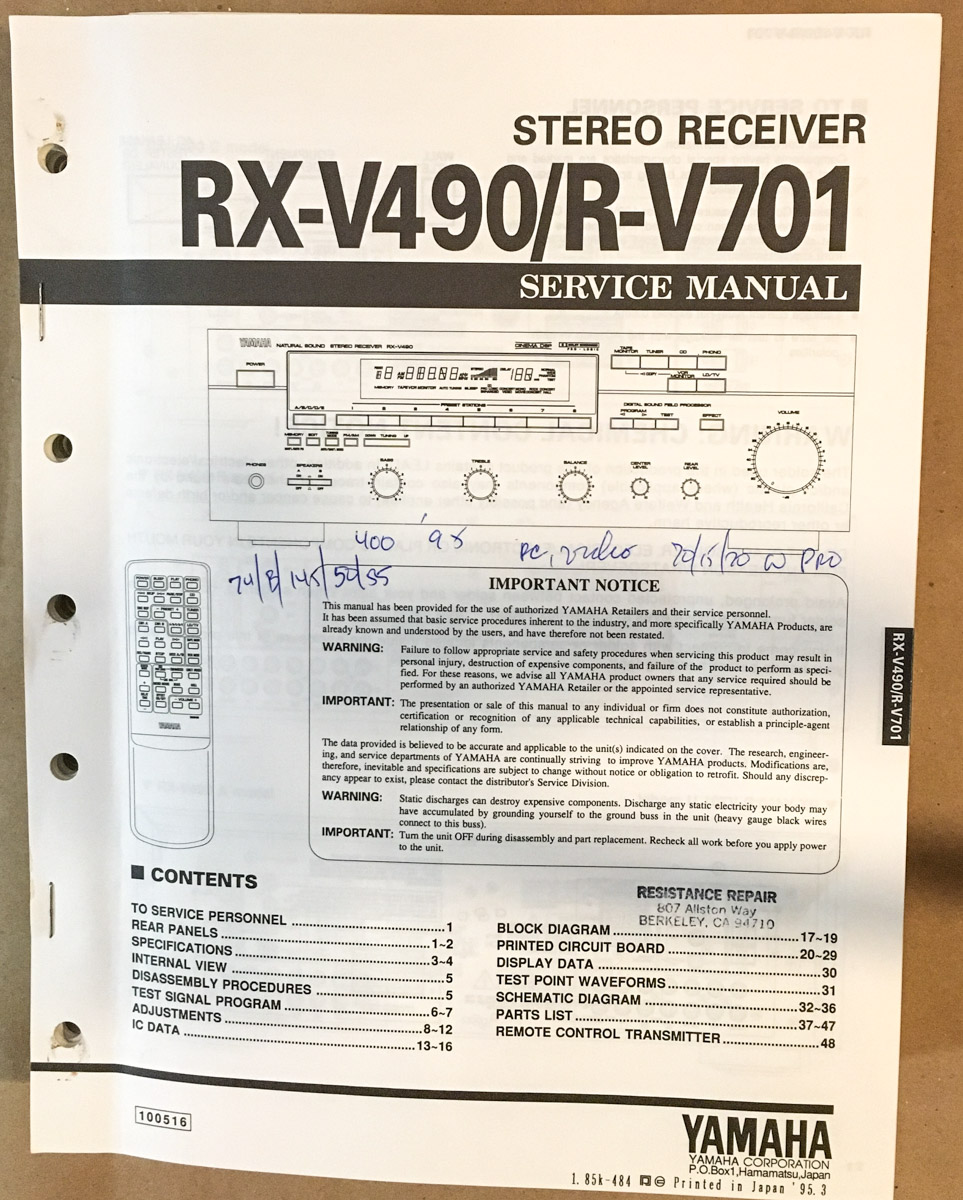 STEREO RECEIVER
RX-V490/R-V701
SERVICE MANUAL
YAMAHA NATURAL SOUND STEREO RECEIVER RX-V490
CINEMA DSP
POWER
TAPE MONITOR TUNER CD PHONO
VCR MONITOR LD/TV
PRESET STATIONS
A/B/C/D/E 1 2 3 4 5 6 7 8
DIGITAL SOUND FIELD PROCESSOR
PROGRAM TEST EFFECT
VOLUME
PHONES SPEAKERS BASS TREBLE BALANCE CENTER LEVEL REAR LEVEL
400
PC, video
74/8/145/50/35
70/15/70 W PRO
IMPORTANT NOTICE
This manual has been provided for the use of authorized YAMAHA Retailers and their service personnel.
It has been assumed that basic service procedures inherent to the industry, and more specifically YAMAHA Products, are
already known and understood by the users, and have therefore not been restated.
WARNING: Failure to follow appropriate service and safety procedures when servicing this product may result in
personal injury, destruction of expensive components, and failure of the product to perform as speci-
fied. For these reasons, we advise all YAMAHA product owners that any service required should be
performed by an authorized YAMAHA Retailer or the appointed service representative.
IMPORTANT: The presentation or sale of this manual to any individual or firm does not constitute authorization,
certification or recognition of any applicable technical capabilities, or establish a principle-agent
relationship of any form.
The data provided is believed to be accurate and applicable to the unit(s) indicated on the cover. The research, engineer-
ing, and service departments of YAMAHA are continually striving to improve YAMAHA products. Modifications are,
therefore, inevitable and specifications are subject to change without notice or obligation to retrofit. Should any discrep-
ancy appear to exist, please contact the distributor's Service Division.
WARNING: Static discharges can destroy expensive components. Discharge any static electricity your body may
have accumulated by grounding yourself to the ground buss in the unit (heavy gauge black wires
connect to this buss).
IMPORTANT: Turn the unit OFF during disassembly and part replacement. Recheck all work before you apply power
to the unit.
YAMAHA
RX-V490/R-V701
■ CONTENTS
TO SERVICE PERSONNEL 1
REAR PANELS 1~2
SPECIFICATIONS 3~4
INTERNAL VIEW 5
DISASSEMBLY PROCEDURES 5
TEST SIGNAL PROGRAM 6~7
ADJUSTMENTS 8~12
IC DATA 13~16
RESISTANCE REPAIR
807 Allston Way
BERKELEY, CA 94710
BLOCK DIAGRAM 17~19
PRINTED CIRCUIT BOARD 20~29
DISPLAY DATA 30
TEST POINT WAVEFORMS 31
SCHEMATIC DIAGRAM 32~36
PARTS LIST 37~47
REMOTE CONTROL TRANSMITTER 48
100516
YAMAHA
YAMAHA CORPORATION
P.O.Box1,Hamamatsu,Japan
1. 85k-484 Printed in Japan '95.3